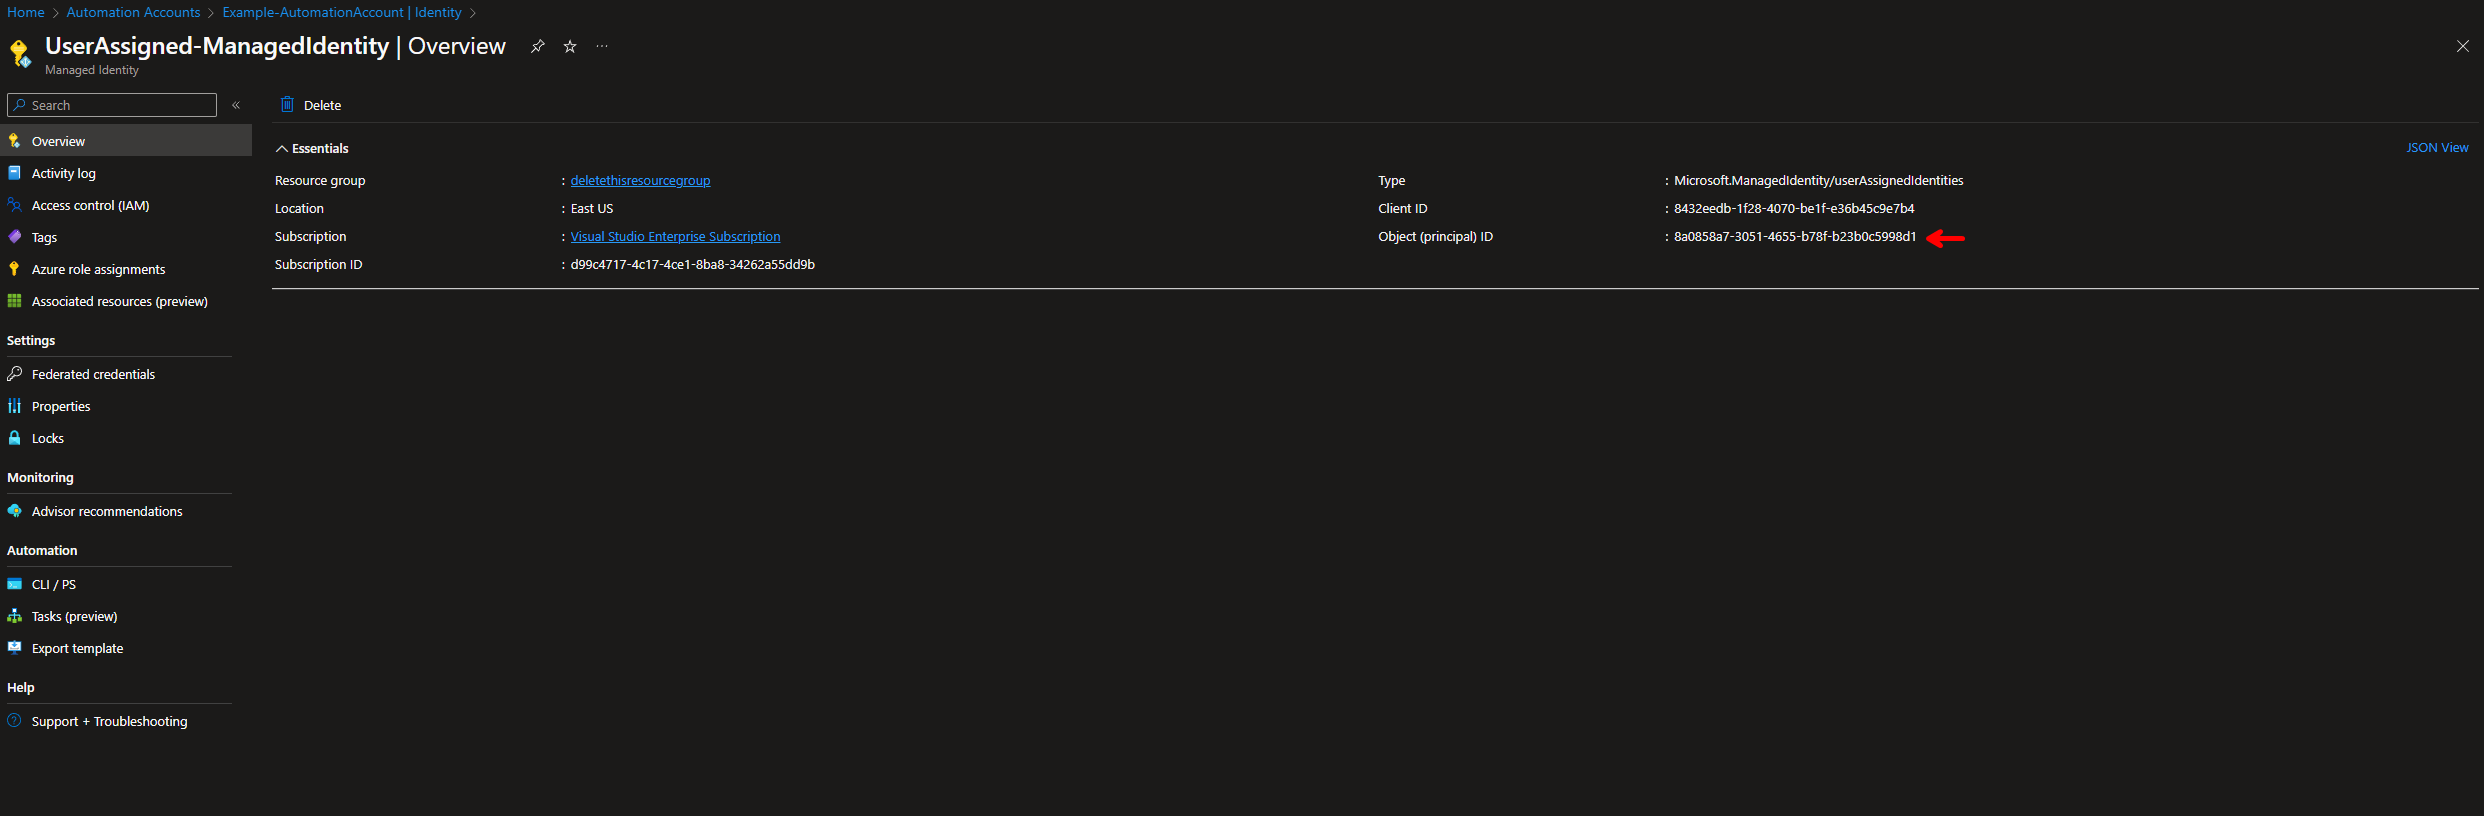 Home > Automation Accounts > Example-AutomationAccount | Identity >
UserAssigned-ManagedIdentity | Overview ...
Managed Identity
Search «
Overview
Activity log
Access control (IAM)
Tags
Azure role assignments
Associated resources (preview)
Settings
Federated credentials
Properties
Locks
Monitoring
Advisor recommendations
Automation
CLI / PS
Tasks (preview)
Export template
Help
Support + Troubleshooting
Delete
Essentials
JSON View
Resource group : deletethisresourcegroup
Location : East US
Subscription : Visual Studio Enterprise Subscription
Subscription ID : d99c4717-4c17-4ce1-8ba8-34262a55dd9b
Type : Microsoft.ManagedIdentity/userAssignedIdentities
Client ID : 8432eedb-1f28-4070-be1f-e36b45c9e7b4
Object (principal) ID : 8a0858a7-3051-4655-b78f-b23b0c5998d1